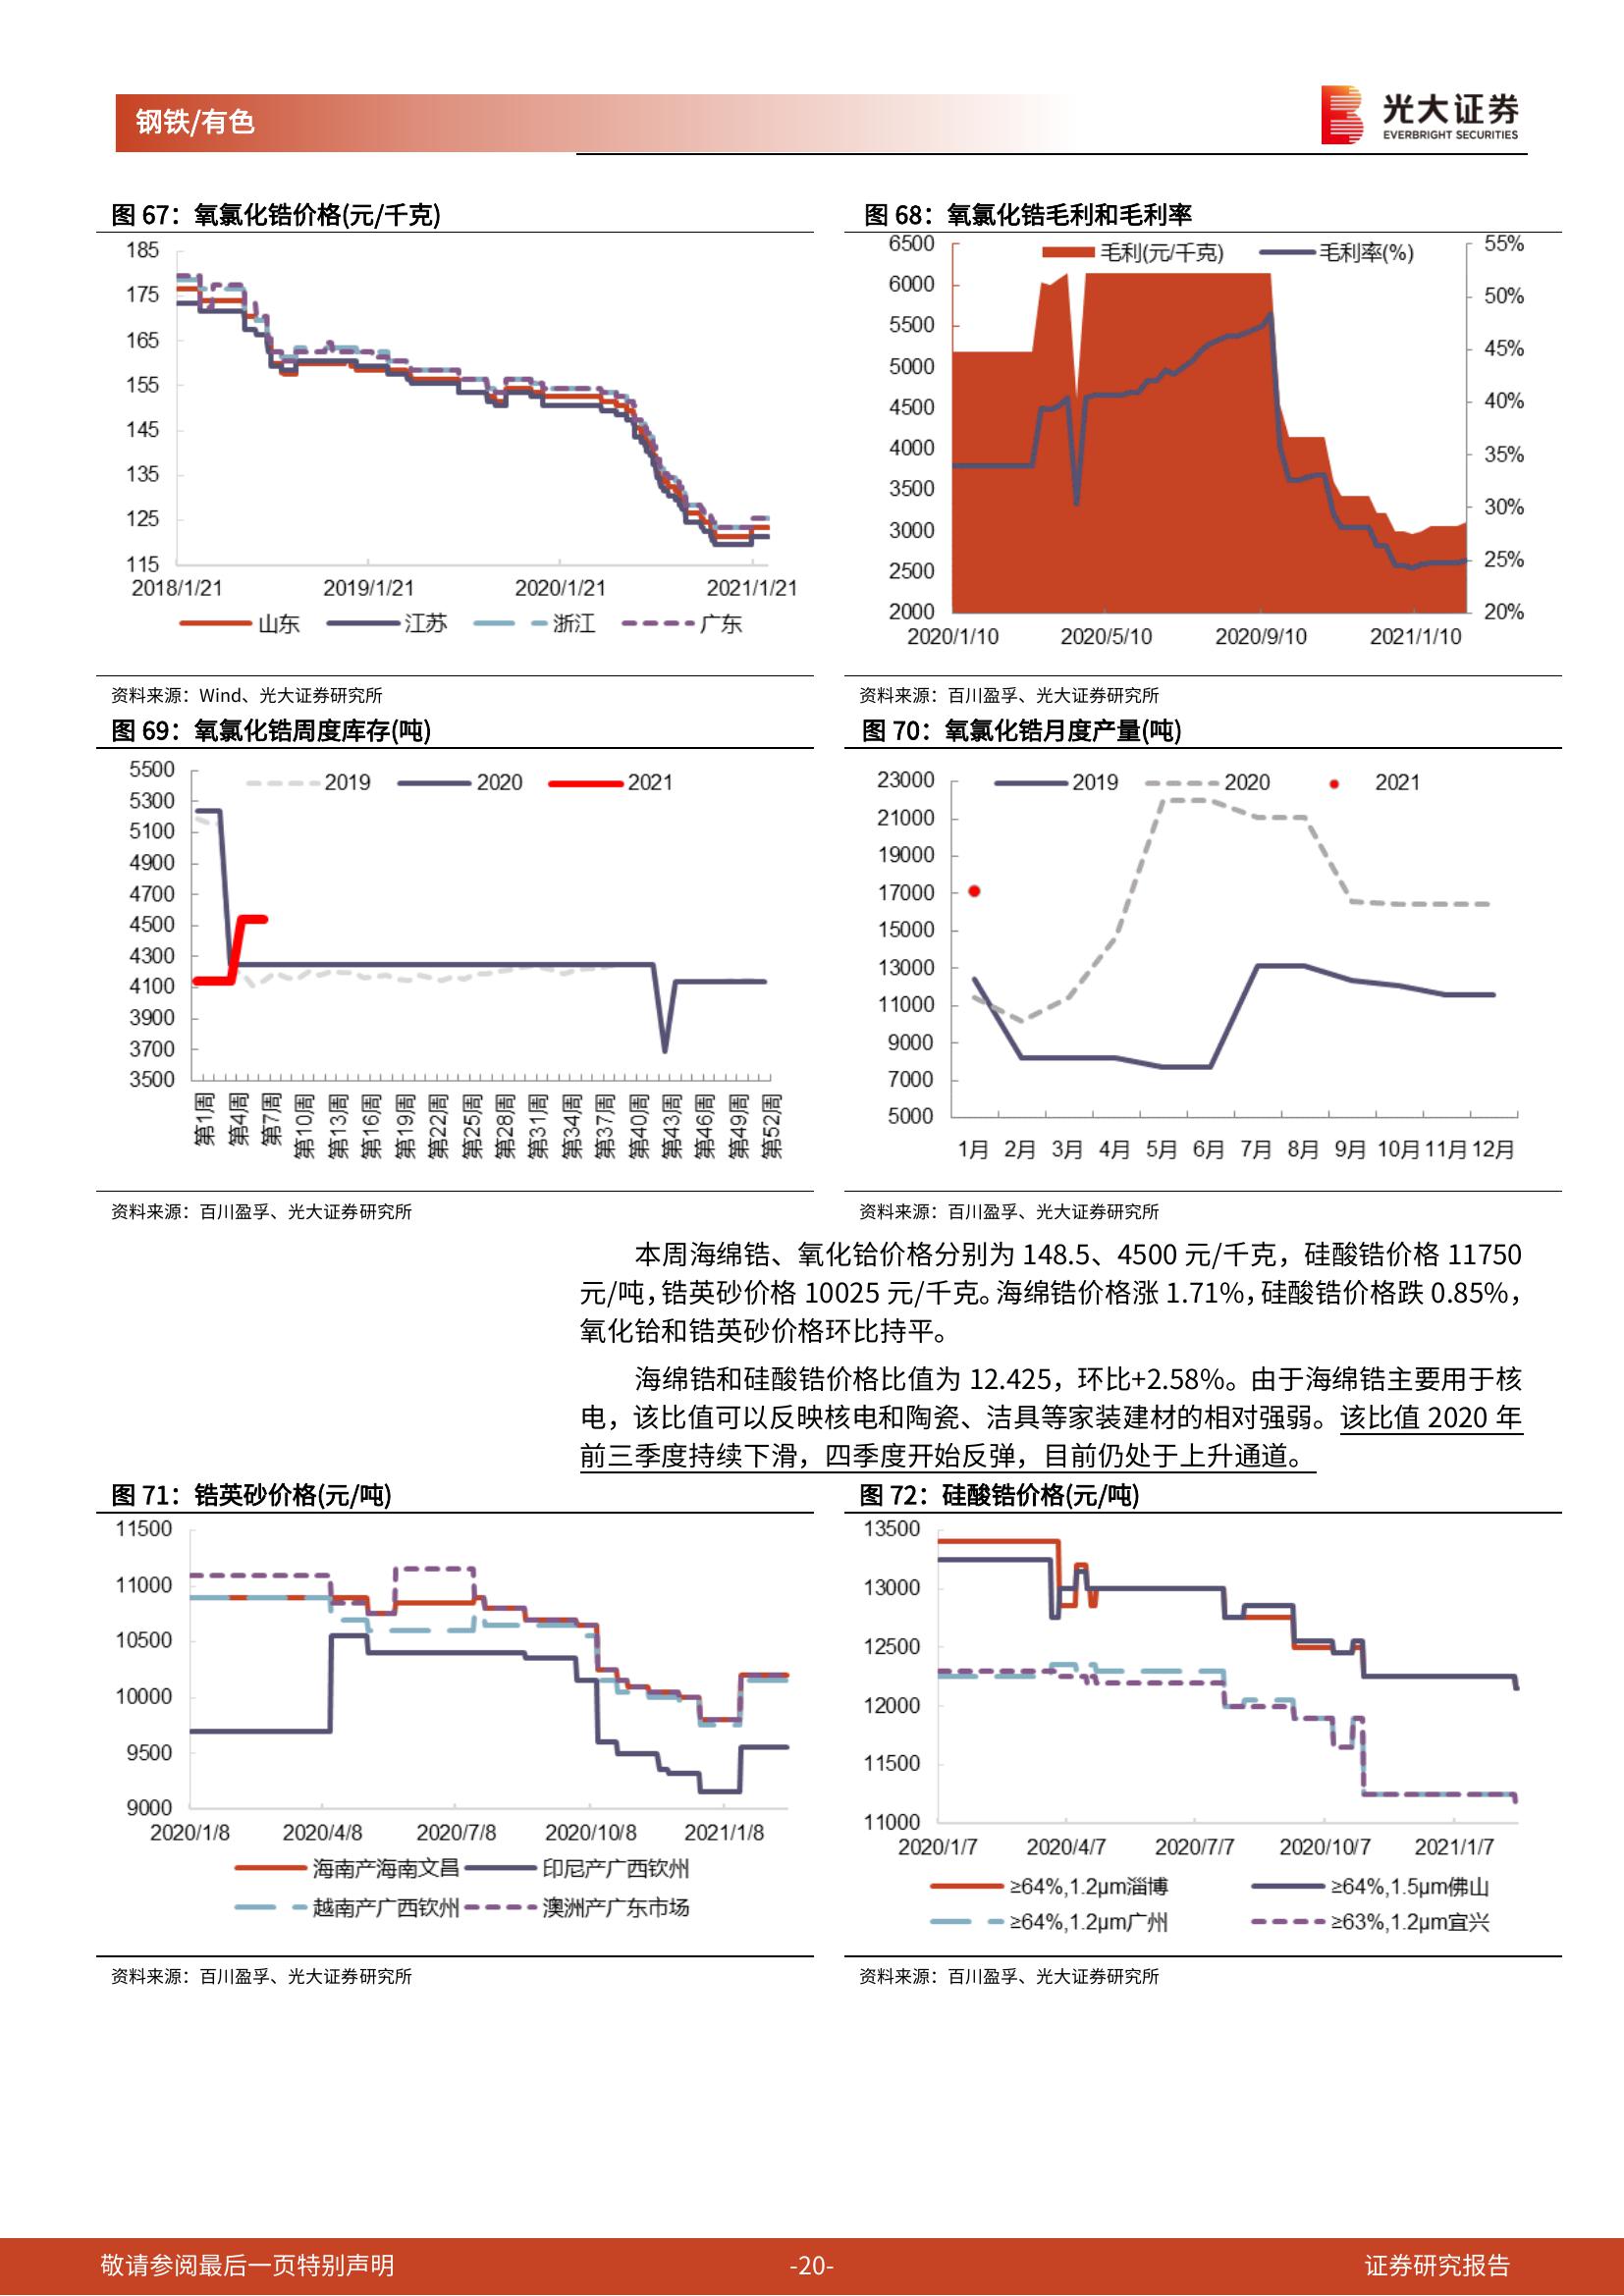 钢铁/有色
光大证券
EVERBRIGHT SECURITIES
图 67：氧氯化锆价格(元/千克)
185
175
165
155
145
135
125
115
2018/1/21 2019/1/21 2020/1/21 2021/1/21
山东 江苏 浙江 广东
资料来源：Wind、光大证券研究所
图 68：氧氯化锆毛利和毛利率
毛利(元/千克) 毛利率(%)
6500 55%
6000 50%
5500 45%
5000 40%
4500 35%
4000 30%
3500 25%
3000 20%
2500
2000
2020/1/10 2020/5/10 2020/9/10 2021/1/10
资料来源：百川盈孚、光大证券研究所
图 69：氧氯化锆周度库存(吨)
2019 2020 2021
5500
5300
5100
4900
4700
4500
4300
4100
3900
3700
3500
第1周 第4周 第7周 第10周 第13周 第16周 第19周 第22周 第25周 第28周 第31周 第34周 第37周 第40周 第43周 第46周 第49周 第52周
资料来源：百川盈孚、光大证券研究所
图 70：氧氯化锆月度产量(吨)
2019 2020 2021
23000
21000
19000
17000
15000
13000
11000
9000
7000
5000
1月 2月 3月 4月 5月 6月 7月 8月 9月 10月 11月 12月
资料来源：百川盈孚、光大证券研究所
本周海绵锆、氧化铪价格分别为 148.5、4500 元/千克，硅酸锆价格 11750
元/吨，锆英砂价格 10025 元/千克。海绵锆价格涨 1.71%，硅酸锆价格跌 0.85%，
氧化铪和锆英砂价格环比持平。
海绵锆和硅酸锆价格比值为 12.425，环比+2.58%。由于海绵锆主要用于核
电，该比值可以反映核电和陶瓷、洁具等家装建材的相对强弱。该比值 2020 年
前三季度持续下滑，四季度开始反弹，目前仍处于上升通道。
图 71：锆英砂价格(元/吨)
11500
11000
10500
10000
9500
9000
2020/1/8 2020/4/8 2020/7/8 2020/10/8 2021/1/8
海南产海南文昌 印尼产广西钦州
越南产广西钦州 澳洲产广东市场
资料来源：百川盈孚、光大证券研究所
图 72：硅酸锆价格(元/吨)
13500
13000
12500
12000
11500
11000
2020/1/7 2020/4/7 2020/7/7 2020/10/7 2021/1/7
≥64%,1.2μm淄博 ≥64%,1.5μm佛山
≥64%,1.2μm广州 ≥63%,1.2μm宜兴
资料来源：百川盈孚、光大证券研究所
敬请参阅最后一页特别声明 -20- 证券研究报告